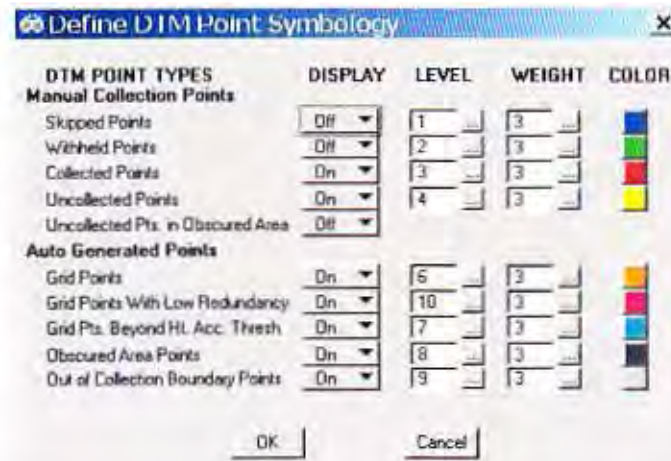 Define DTM Point Symbology
DTM POINT TYPES DISPLAY LEVEL WEIGHT COLOR
Manual Collection Points
Skipped Points Off 1 ... 3 ...
Withheld Points Off 2 ... 3 ...
Collected Points On 3 ... 3 ...
Uncollected Points On 4 ... 3 ...
Uncollected Pts. in Obscured Area Off
Auto Generated Points
Grid Points On 6 ... 3 ...
Grid Points With Low Redundancy On 10 ... 3 ...
Grid Pts. Beyond Ht. Acc. Thresh On 7 ... 3 ...
Obscured Area Points On 8 ... 3 ...
Out of Collection Boundary Points On 9 ... 3 ...
OK Cancel